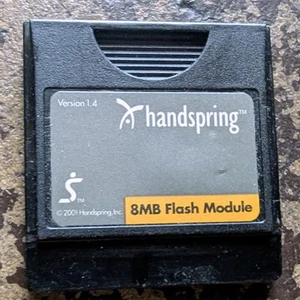 Version 1.4
handspring™
TM
© 2001 Handspring, Inc.
8MB Flash Module